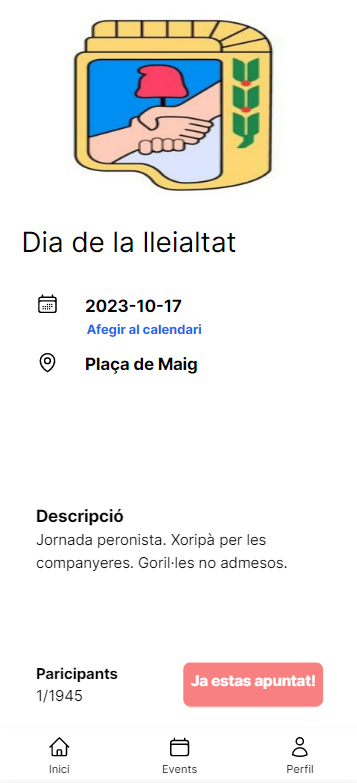 Dia de la lleialtat
2023-10-17
Afegir al calendari
Plaça de Maig
Descripció
Jornada peronista. Xoripà per les
companyeres. Goril·les no admesos.
Paricipants
1/1945
Ja estas apuntat!
Inici
Events
Perfil